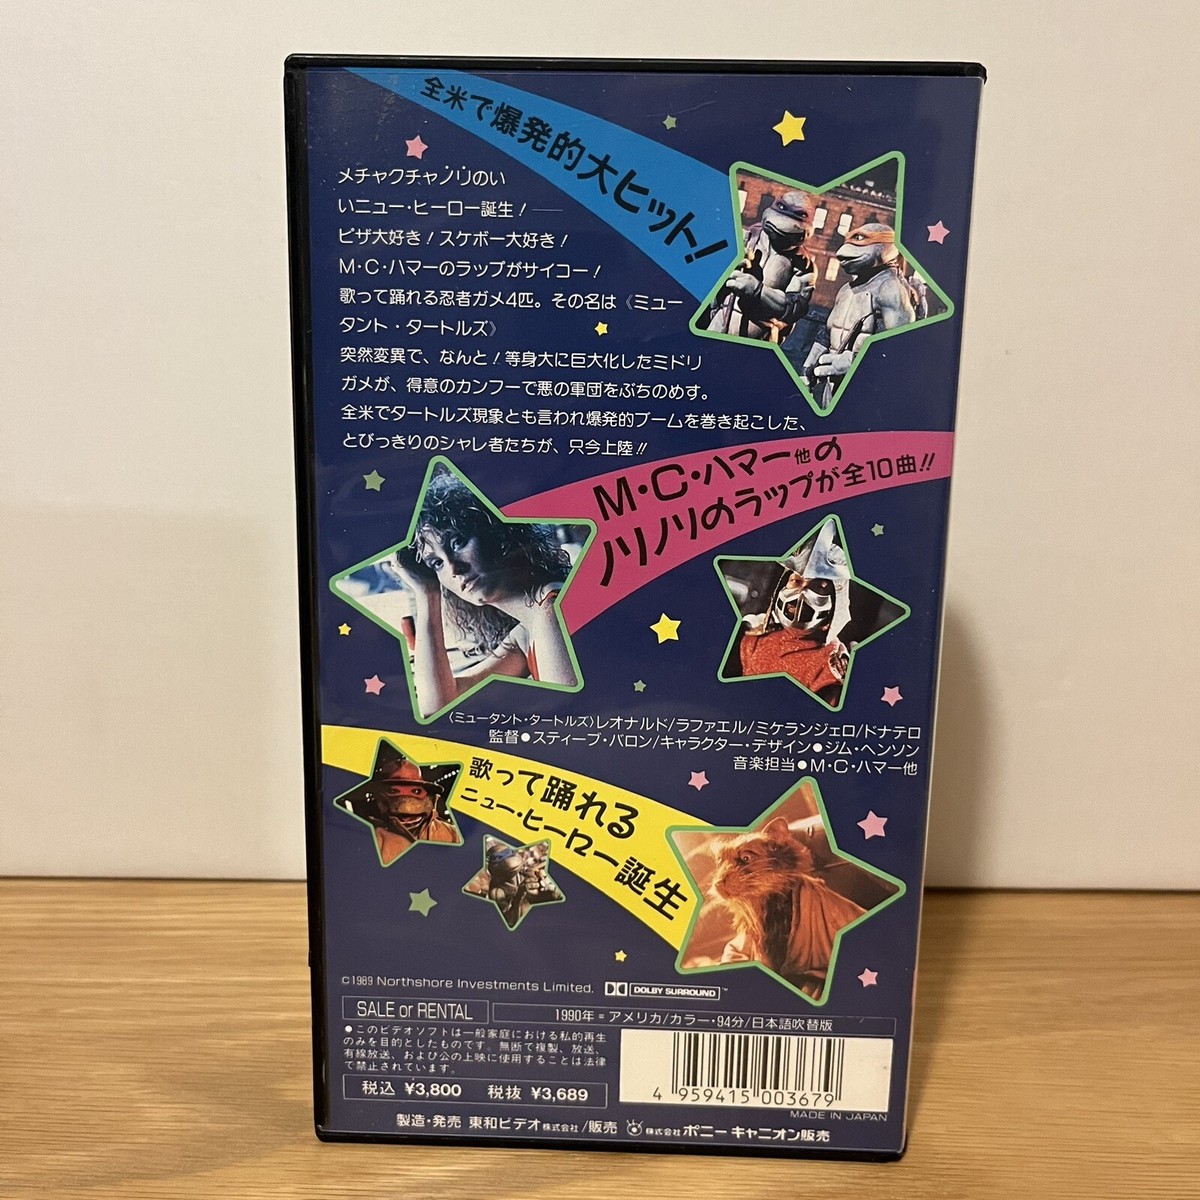 全米で爆発的大ヒット!
メチャクチャノリのい
いニュー・ヒーロー誕生!――
ピザ大好き!スケボー大好き!
M・C・ハマーのラップがサイコー!
歌って踊れる忍者ガメ4匹。その名は《ミュー
タント・タートルズ》
突然変異で、なんと!等身大に巨大化したミドリ
ガメが、得意のカンフーで悪の軍団をぶちのめす。
全米でタートルズ現象とも言われ爆発的ブームを巻き起こした、
とびっきりのシャレ者たちが、只今上陸!!
M・C・ハマー他の
ノリノリのラップが全10曲!!
〈ミュータント・タートルズ〉レオナルド/ラファエル/ミケランジェロ/ドナテロ
監督●スティーブ・バロン/キャラクター・デザイン●ジム・ヘンソン
音楽担当●M・C・ハマー他
歌って踊れる
ニュー・ヒーロー誕生
©1989 Northshore Investments Limited. DOLBY SURROUND™
SALE or RENTAL
1990年=アメリカ/カラー・94分/日本語吹替版
●このビデオソフトは一般家庭における私的再生
のみを目的としたものです。無断で複製、放送、
有線放送、および公の上映に使用することは法律
で禁止されています。
税込 ¥3,800 税抜 ¥3,689
4 959415 003679
MADE IN JAPAN
製造・発売 東和ビデオ株式会社/販売 株式会社ポニーキャニオン販売